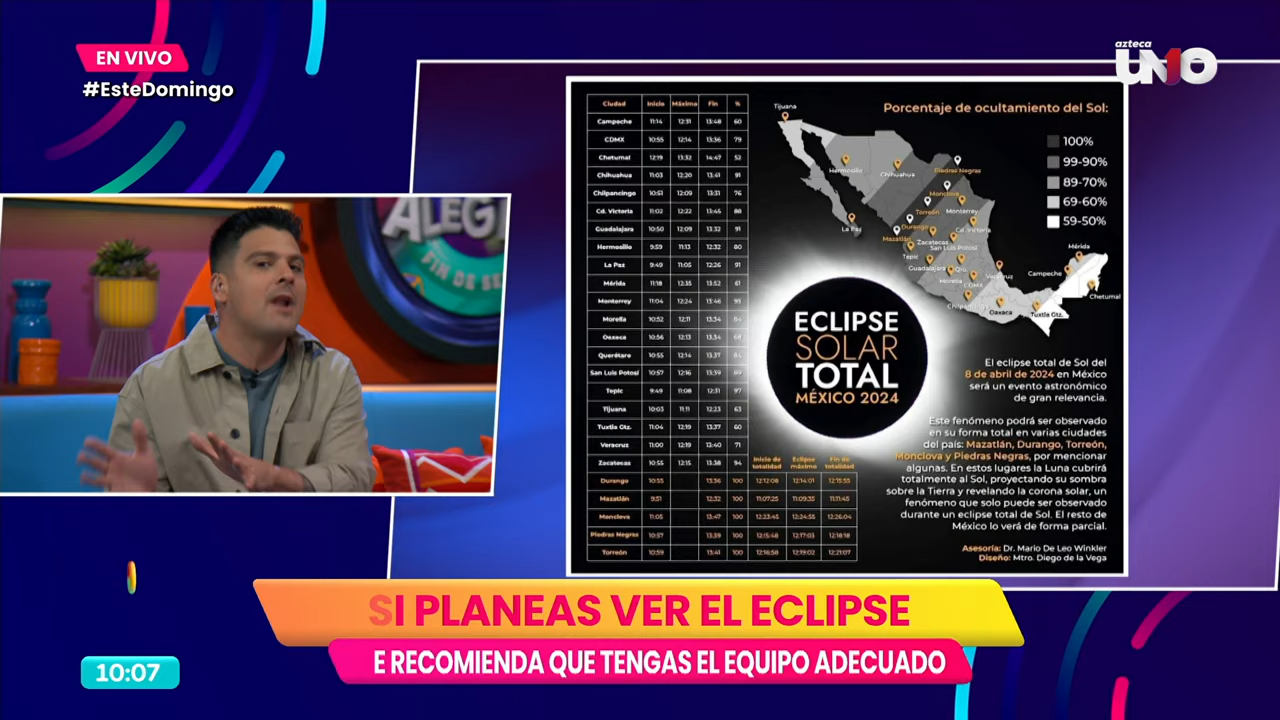 EN VIVO
#EsteDomingo
azteca
UNO
ALEG
FIN DE SE
Ciudad Inicio Máximo Fin %
Campeche 11:14 12:31 13:48 60
CDMX 10:55 12:14 13:36 79
Chetumal 12:19 13:32 14:47 52
Chihuahua 11:03 12:20 13:41 91
Chilpancingo 10:51 12:09 13:31 76
Cd. Victoria 11:02 12:22 13:45 88
Guadalajara 10:50 12:09 13:32 91
Hermosillo 9:59 11:13 12:32 80
La Paz 9:49 11:05 12:26 91
Mérida 11:18 12:35 13:52 61
Monterrey 11:04 12:24 13:46 95
Morelia 10:52 12:11 13:34
Oaxaca 10:56 12:13 13:34
Querétaro 10:55 12:14 13:37
San Luis Potosí 10:57 12:16 13:39
Tepic 9:49 11:08 12:31 97
Tijuana 10:03 11:11 12:23 63
Tuxtla Gtz. 11:04 12:19 13:37 60
Veracruz 11:00 12:19 13:40 71
Zacatecas 10:55 12:15 13:38 94
Inicio de totalidad Eclipse máximo Fin de totalidad
Durango 10:55 13:36 100 12:12:08 12:14:01 12:15:55
Mazatlán 9:51 12:32 100 11:07:25 11:09:35 11:11:45
Monclova 11:05 13:47 100 12:23:45 12:24:55 12:26:04
Piedras Negras 10:57 13:39 100 12:15:48 12:17:03 12:18:18
Torreón 10:59 13:41 100 12:16:58 12:19:02 12:21:07
Porcentaje de ocultamiento del Sol:
100%
99-90%
89-70%
69-60%
59-50%
Tijuana
Hermosillo
Chihuahua
Piedras Negras
Monclova
Torreón
Monterrey
La Paz
Durango
Cd. Victoria
Mazatlán
Zacatecas
San Luis Potosí
Tepic
Guadalajara
Qro.
Morelia
CDMX
Veracruz
Chilpancingo
Oaxaca
Tuxtla Gtz.
Mérida
Campeche
Chetumal
ECLIPSE
SOLAR
TOTAL
MÉXICO 2024
El eclipse total de Sol del
8 de abril de 2024 en México
será un evento astronómico
de gran relevancia.
Este fenómeno podrá ser observado
en su forma total en varias ciudades
del país: Mazatlán, Durango, Torreón,
Monclova y Piedras Negras, por mencionar
algunas. En estos lugares la Luna cubrirá
totalmente al Sol, proyectando su sombra
sobre la Tierra y revelando la corona solar, un
fenómeno que solo puede ser observado
durante un eclipse total de Sol. El resto de
México lo verá de forma parcial.
Asesoría: Dr. Mario De Leo Winkler
Diseño: Mtro. Diego de la Vega
SI PLANEAS VER EL ECLIPSE
E RECOMIENDA QUE TENGAS EL EQUIPO ADECUADO
10:07